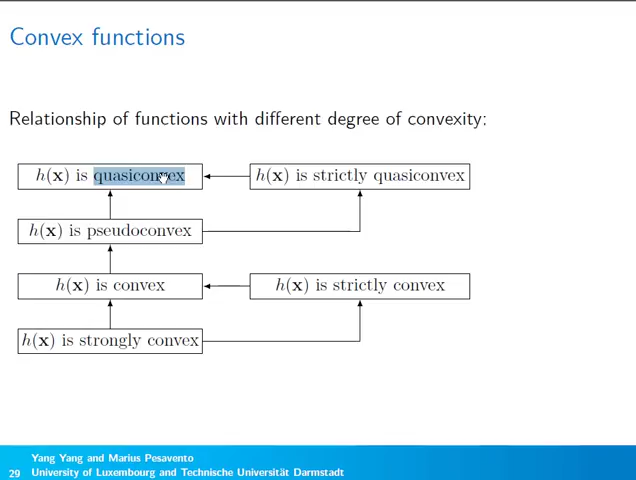 Convex functions
Relationship of functions with different degree of convexity:
h(x) is quasiconvex
h(x) is strictly quasiconvex
h(x) is pseudoconvex
h(x) is convex
h(x) is strictly convex
h(x) is strongly convex
Yang Yang and Marius Pesavento
29 University of Luxembourg and Technische Universität Darmstadt